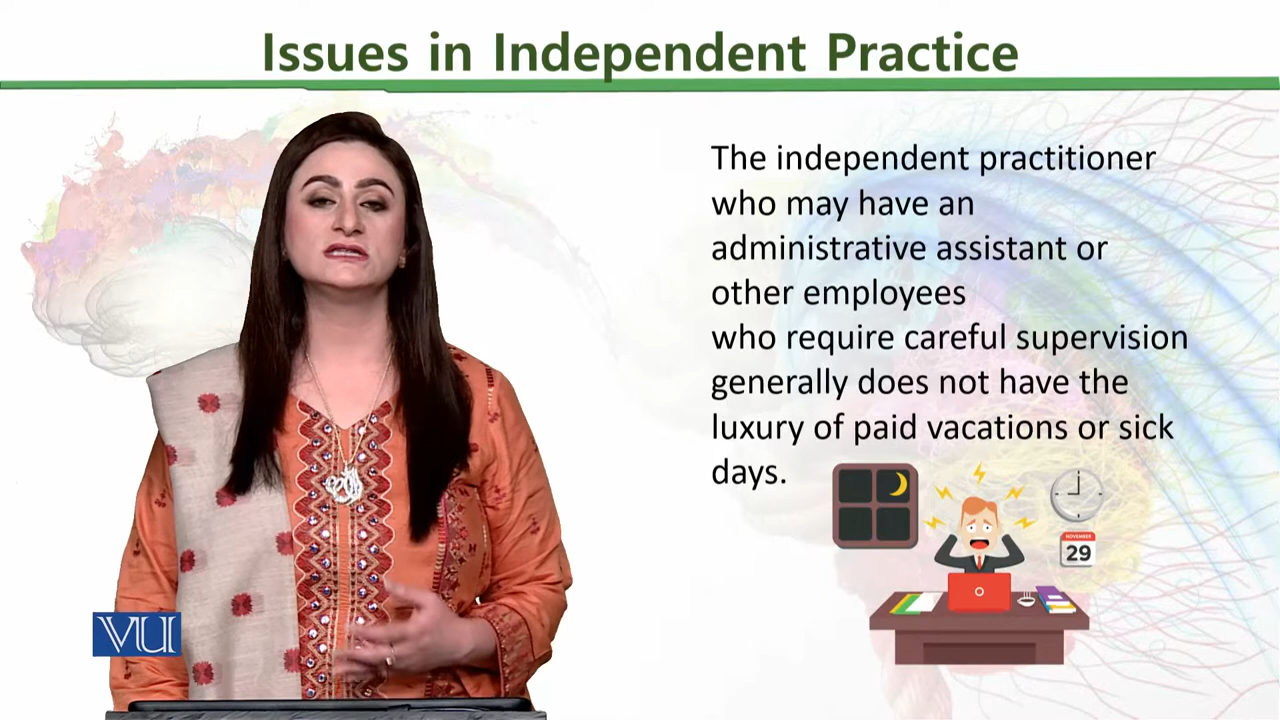 Issues in Independent Practice
The independent practitioner
who may have an
administrative assistant or
other employees
who require careful supervision
generally does not have the
luxury of paid vacations or sick
days.
NOVEMBER
29
VU